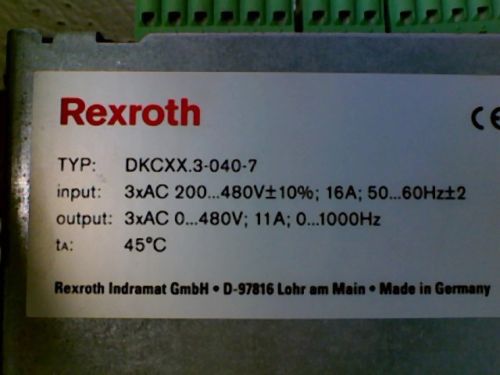 Rexroth
CE
TYP: DKCXX.3-040-7
input: 3xAC 200...480V±10%; 16A; 50...60Hz±2
output: 3xAC 0...480V; 11A; 0...1000Hz
tA: 45°C
Rexroth Indramat GmbH • D-97816 Lohr am Main • Made in Germany